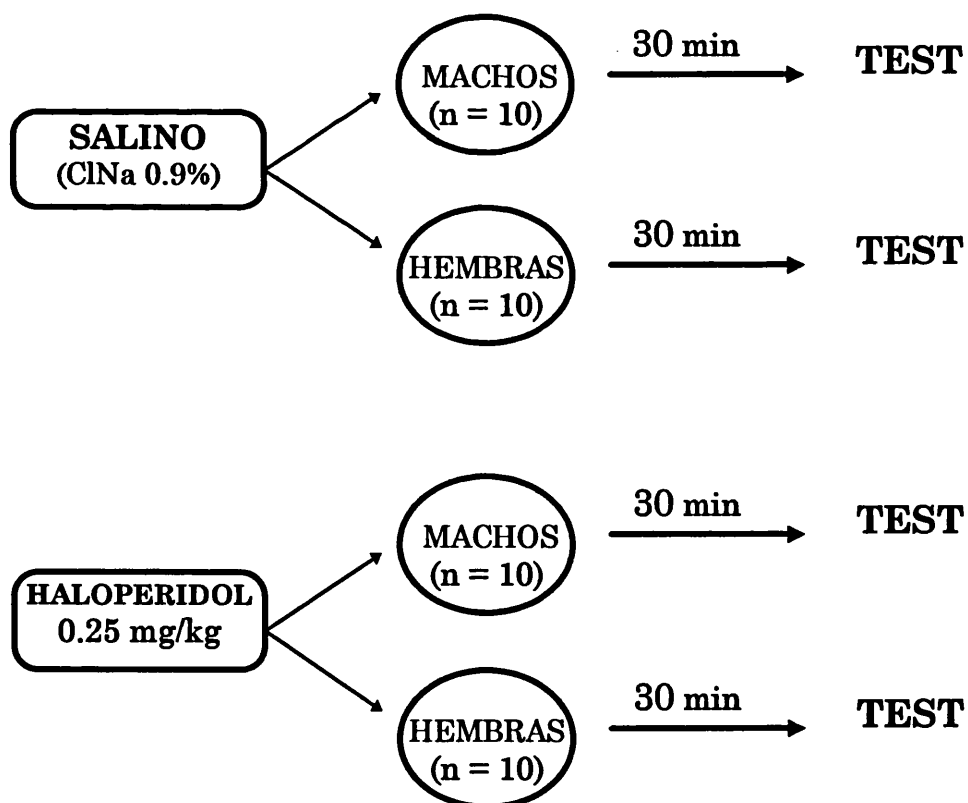 SALINO
(ClNa 0.9%)
MACHOS
(n = 10)
30 min
TEST
HEMBRAS
(n = 10)
30 min
TEST
HALOPERIDOL
0.25 mg/kg
MACHOS
(n = 10)
30 min
TEST
HEMBRAS
(n = 10)
30 min
TEST